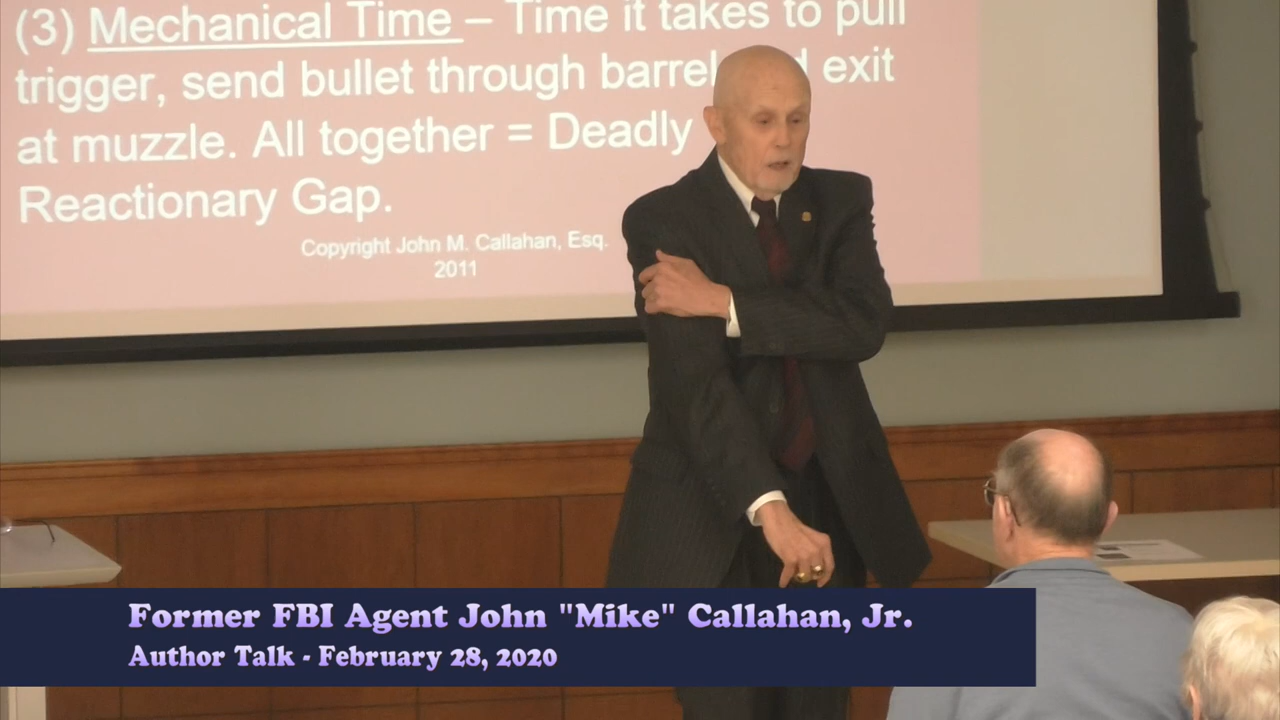 (3) Mechanical Time – Time it takes to pull
trigger, send bullet through barrel exit
at muzzle. All together = Deadly
Reactionary Gap.
Copyright John M. Callahan, Esq.
2011
Former FBI Agent John "Mike" Callahan, Jr.
Author Talk - February 28, 2020